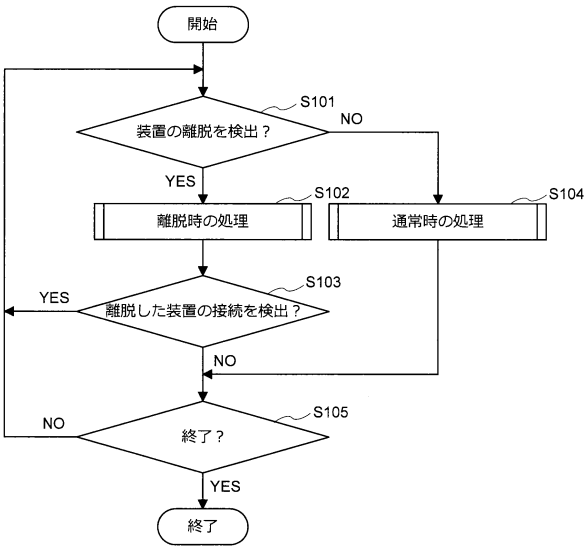 開始
S101
装置の離脱を検出？
NO
YES
S102
離脱時の処理
S104
通常時の処理
S103
離脱した装置の接続を検出？
YES
NO
S105
終了？
NO
YES
終了